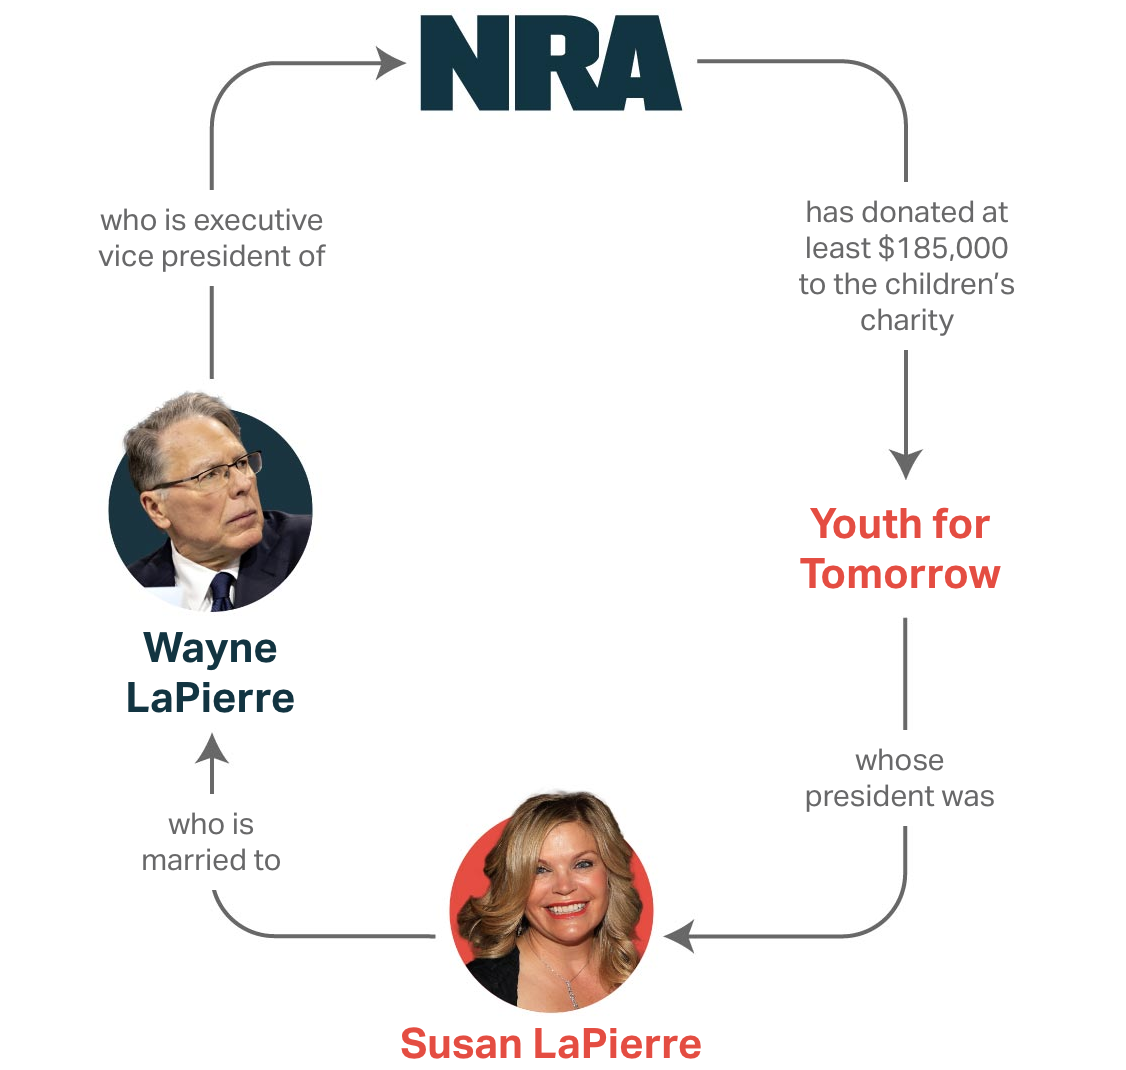 NRA
has donated at
least $185,000
to the children’s
charity
Youth for
Tomorrow
whose
president was
Susan LaPierre
who is
married to
Wayne
LaPierre
who is executive
vice president of